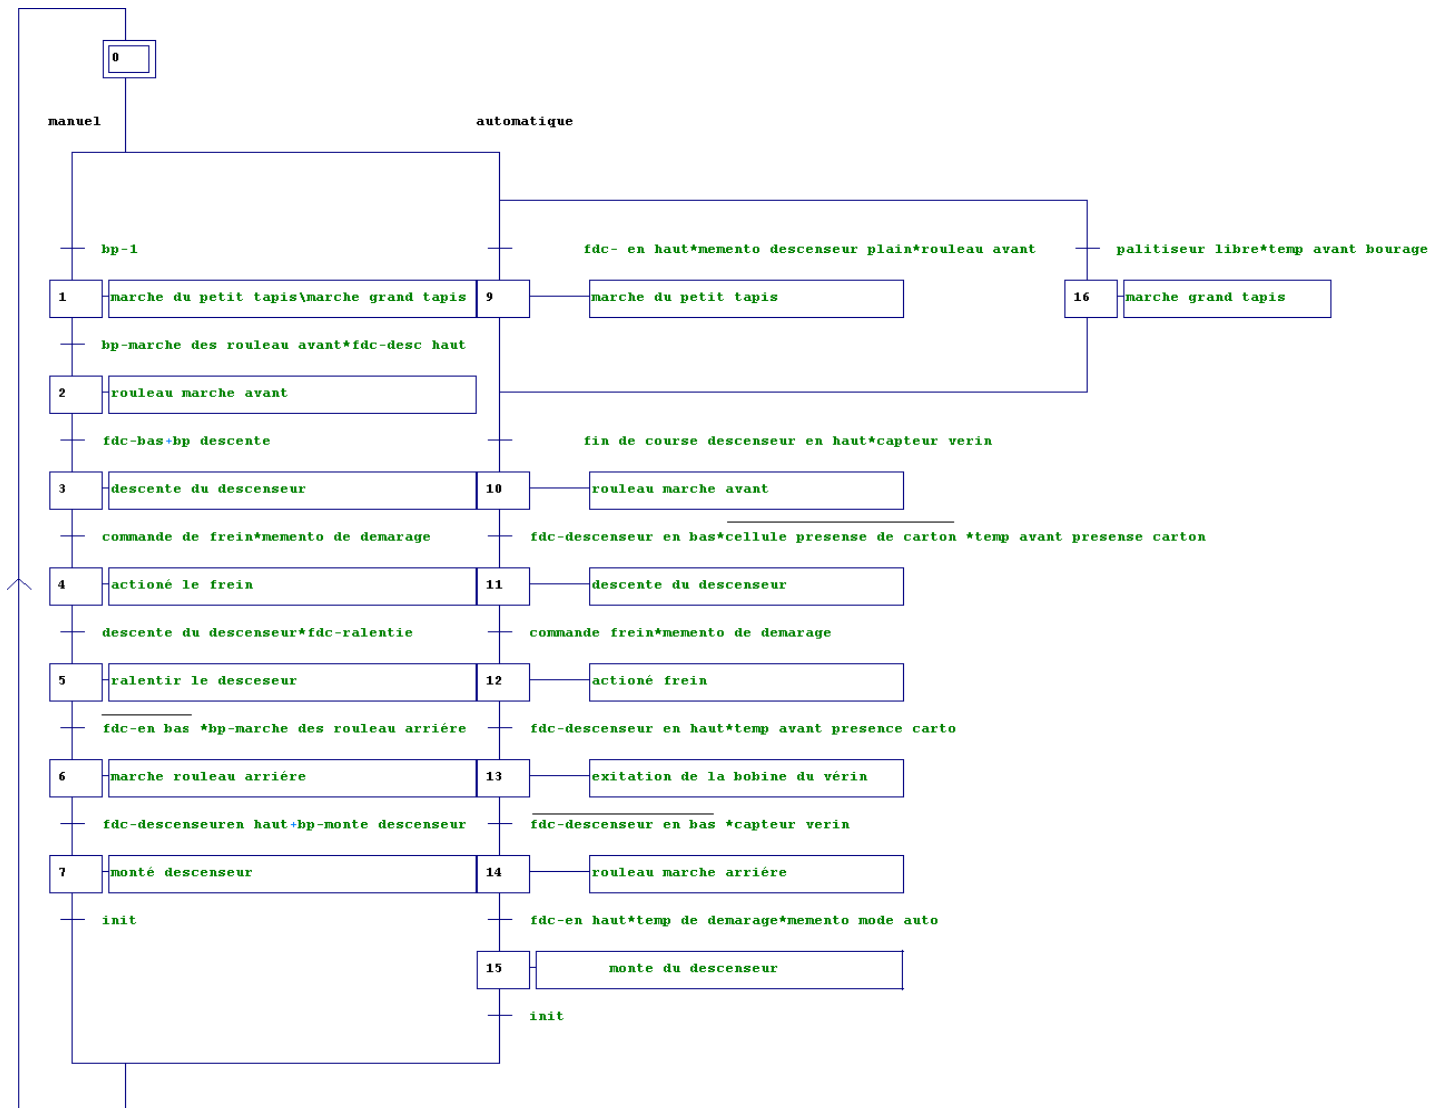 0
manuel
automatique
bp-1
fdc- en haut*memento descenseur plain*rouleau avant
palitiseur libre*temp avant bourage
1
marche du petit tapis\marche grand tapis
9
marche du petit tapis
16
marche grand tapis
bp-marche des rouleau avant*fdc-desc haut
2
rouleau marche avant
fdc-bas+bp descente
fin de course descenseur en haut*capteur verin
3
descente du descenseur
10
rouleau marche avant
commande de frein*memento de demarage
fdc-descenseur en bas*cellule presense de carton *temp avant presense carton
4
actioné le frein
11
descente du descenseur
descente du descenseur*fdc-ralentie
commande frein*memento de demarage
5
ralentir le desceseur
12
actioné frein
fdc-en bas *bp-marche des rouleau arriére
fdc-descenseur en haut*temp avant presence carto
6
marche rouleau arriére
13
exitation de la bobine du vérin
fdc-descenseuren haut+bp-monte descenseur
fdc-descenseur en bas *capteur verin
7
monté descenseur
14
rouleau marche arriére
init
fdc-en haut*temp de demarage*memento mode auto
15
monte du descenseur
init